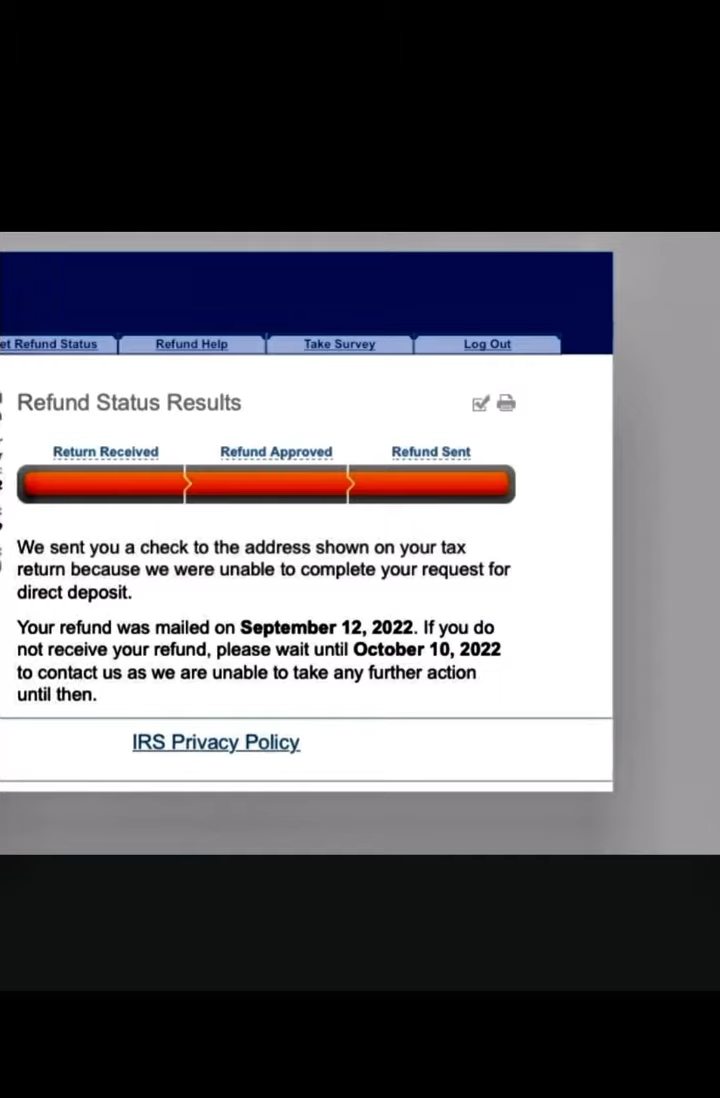 et Refund Status Refund Help Take Survey Log Out
Refund Status Results
Return Received Refund Approved Refund Sent
We sent you a check to the address shown on your tax
return because we were unable to complete your request for
direct deposit.
Your refund was mailed on September 12, 2022. If you do
not receive your refund, please wait until October 10, 2022
to contact us as we are unable to take any further action
until then.
IRS Privacy Policy